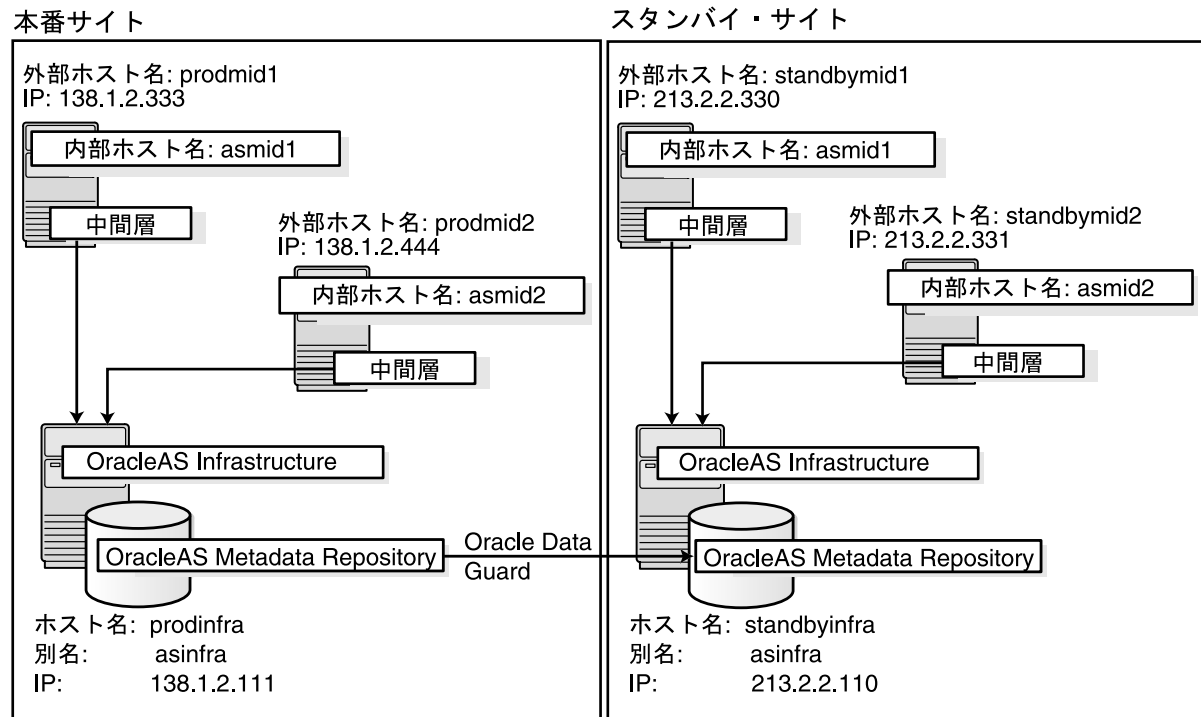 本番サイト
外部ホスト名: prodmid1
IP: 138.1.2.333
内部ホスト名: asmid1
中間層
外部ホスト名: prodmid2
IP: 138.1.2.444
内部ホスト名: asmid2
中間層
OracleAS Infrastructure
OracleAS Metadata Repository
ホスト名: prodinfra
別名: asinfra
IP: 138.1.2.111
Oracle Data
Guard
スタンバイ・サイト
外部ホスト名: standbymid1
IP: 213.2.2.330
内部ホスト名: asmid1
中間層
外部ホスト名: standbymid2
IP: 213.2.2.331
内部ホスト名: asmid2
中間層
OracleAS Infrastructure
OracleAS Metadata Repository
ホスト名: standbyinfra
別名: asinfra
IP: 213.2.2.110